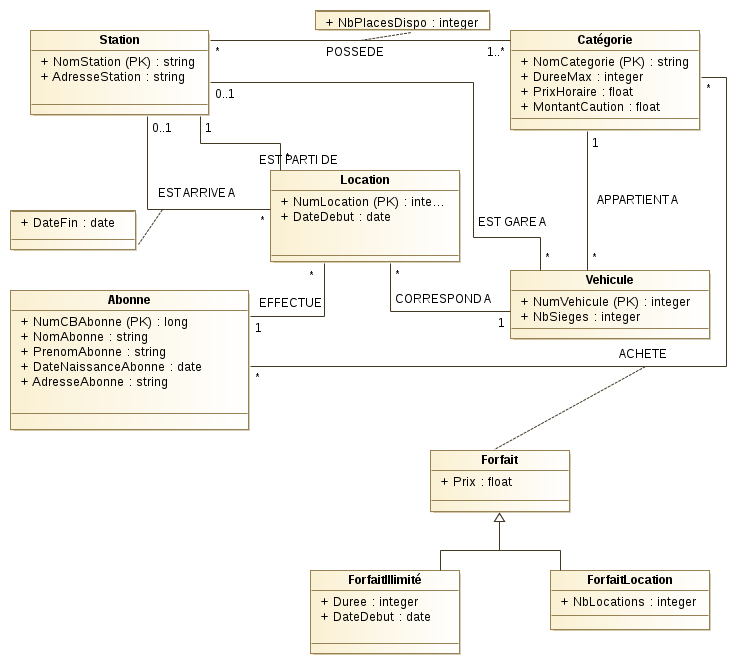 + NbPlacesDispo : integer
Station
+ NomStation (PK) : string
+ AdresseStation : string
*
POSSEDE
1..*
Catégorie
+ NomCategorie (PK) : string
+ DureeMax : integer
+ PrixHoraire : float
+ MontantCaution : float
0..1
*
0..1
1
1
EST PARTI DE
*
Location
+ NumLocation (PK) : inte...
+ DateDebut : date
EST ARRIVE A
*
APPARTIENT A
+ DateFin : date
EST GARE A
*
*
Vehicule
+ NumVehicule (PK) : integer
+ NbSieges : integer
*
*
EFFECTUE
CORRESPOND A
1
1
Abonne
+ NumCBAbonne (PK) : long
+ NomAbonne : string
+ PrenomAbonne : string
+ DateNaissanceAbonne : date
+ AdresseAbonne : string
ACHETE
*
Forfait
+ Prix : float
ForfaitIllimité
+ Duree : integer
+ DateDebut : date
ForfaitLocation
+ NbLocations : integer